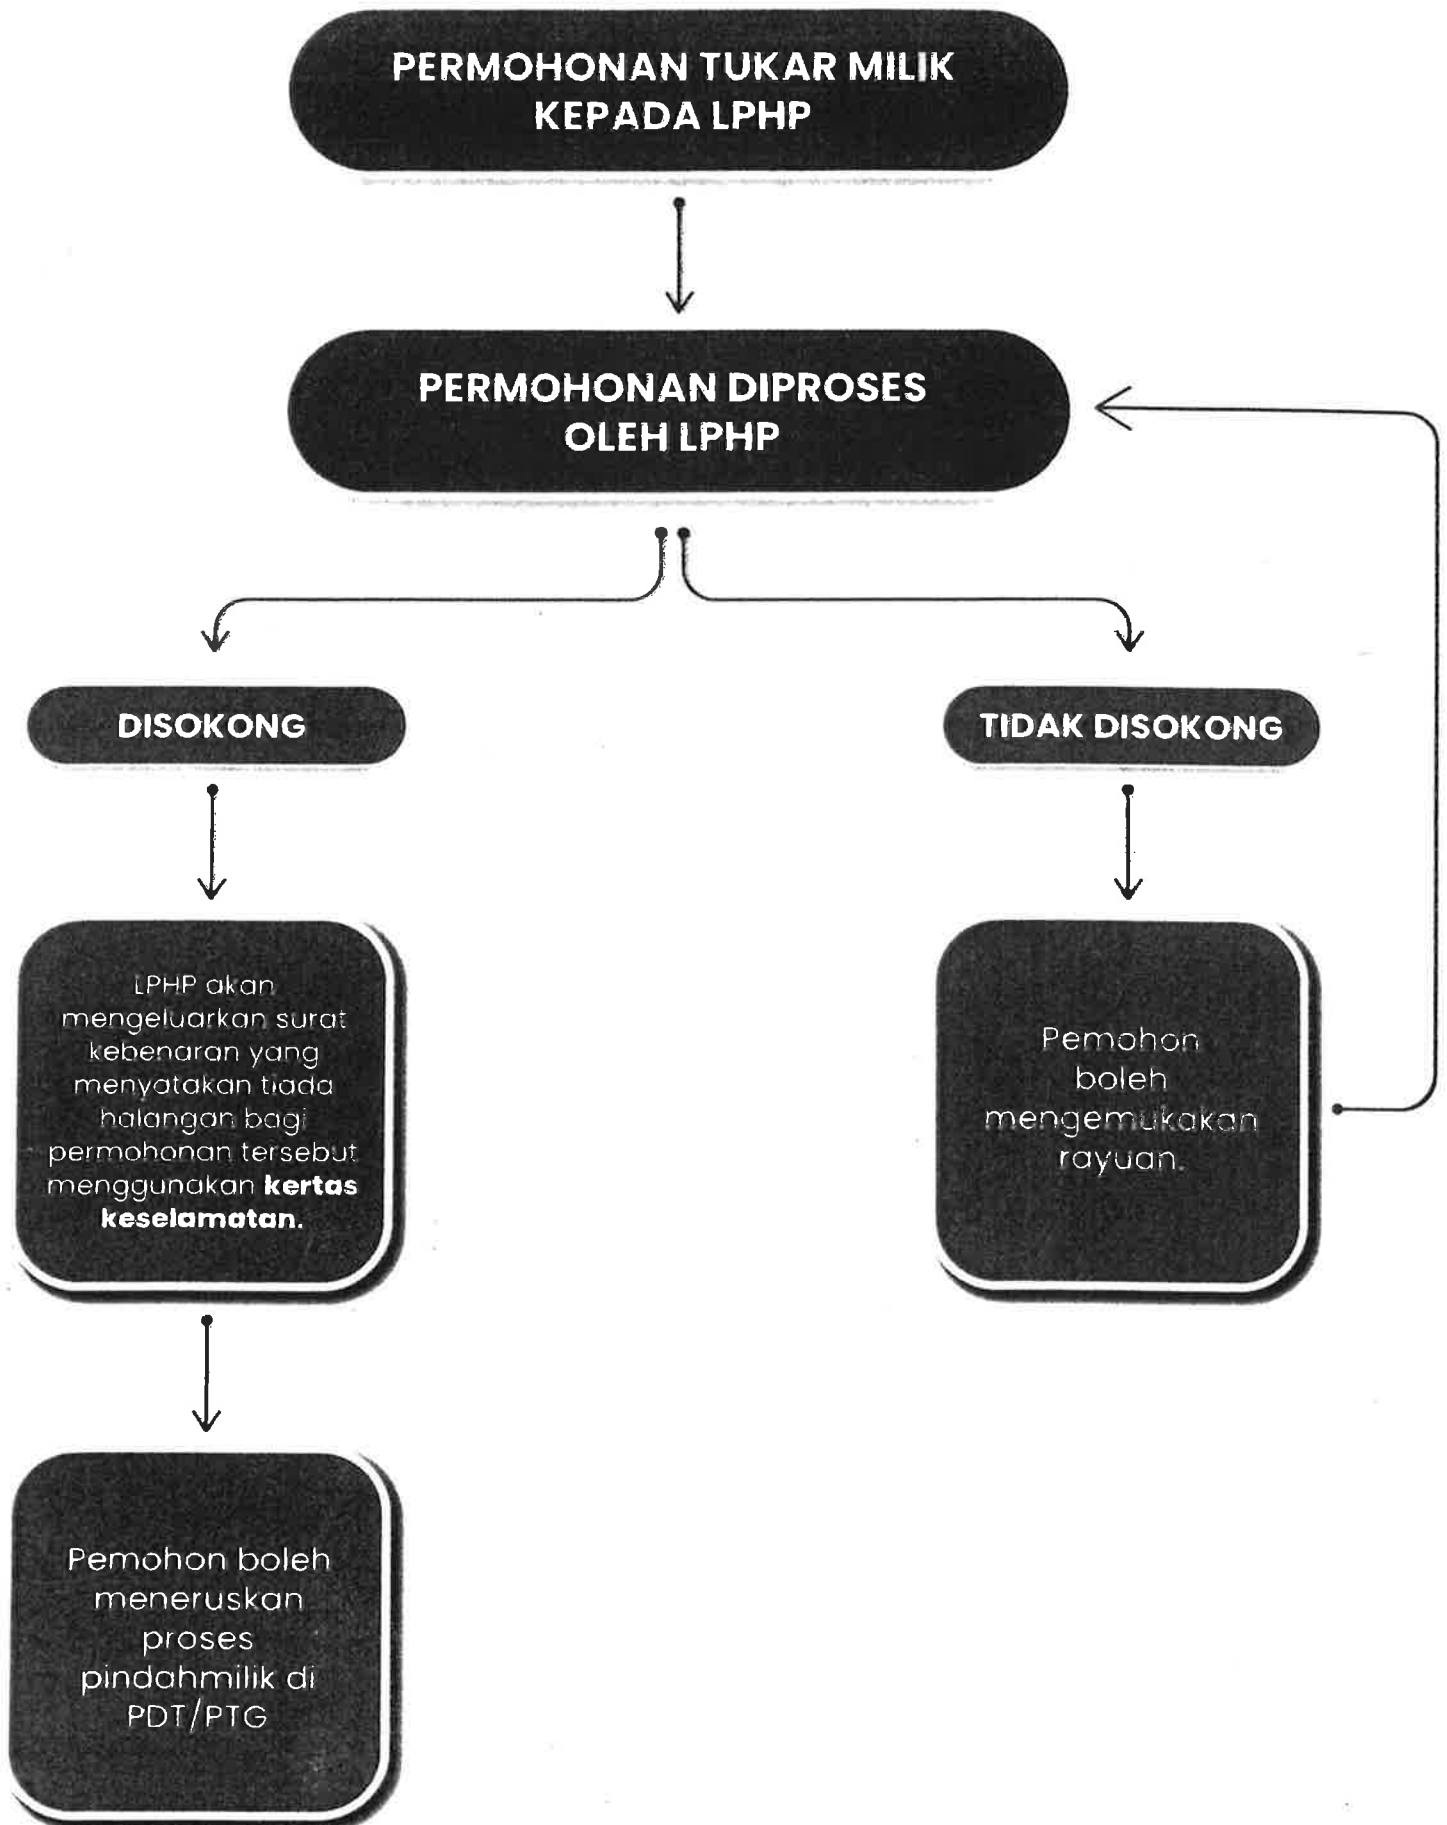 PERMOHONAN TUKAR MILIK
KEPADA LPHP
PERMOHONAN DIPROSES
OLEH LPHP
DISOKONG
TIDAK DISOKONG
LPHP akan
mengeluarkan surat
kebenaran yang
menyatakan tiada
halangan bagi
permohonan tersebut
menggunakan kertas
keselamatan.
Pemohon
boleh
mengemukakan
rayuan.
Pemohon boleh
meneruskan
proses
pindahmilik di
PDT/PTG